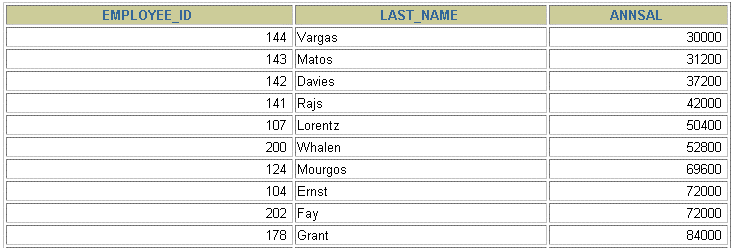 EMPLOYEE_ID LAST_NAME ANNSAL
144 Vargas 30000
143 Matos 31200
142 Davies 37200
141 Rajs 42000
107 Lorentz 50400
200 Whalen 52800
124 Mourgos 69600
104 Ernst 72000
202 Fay 72000
178 Grant 84000